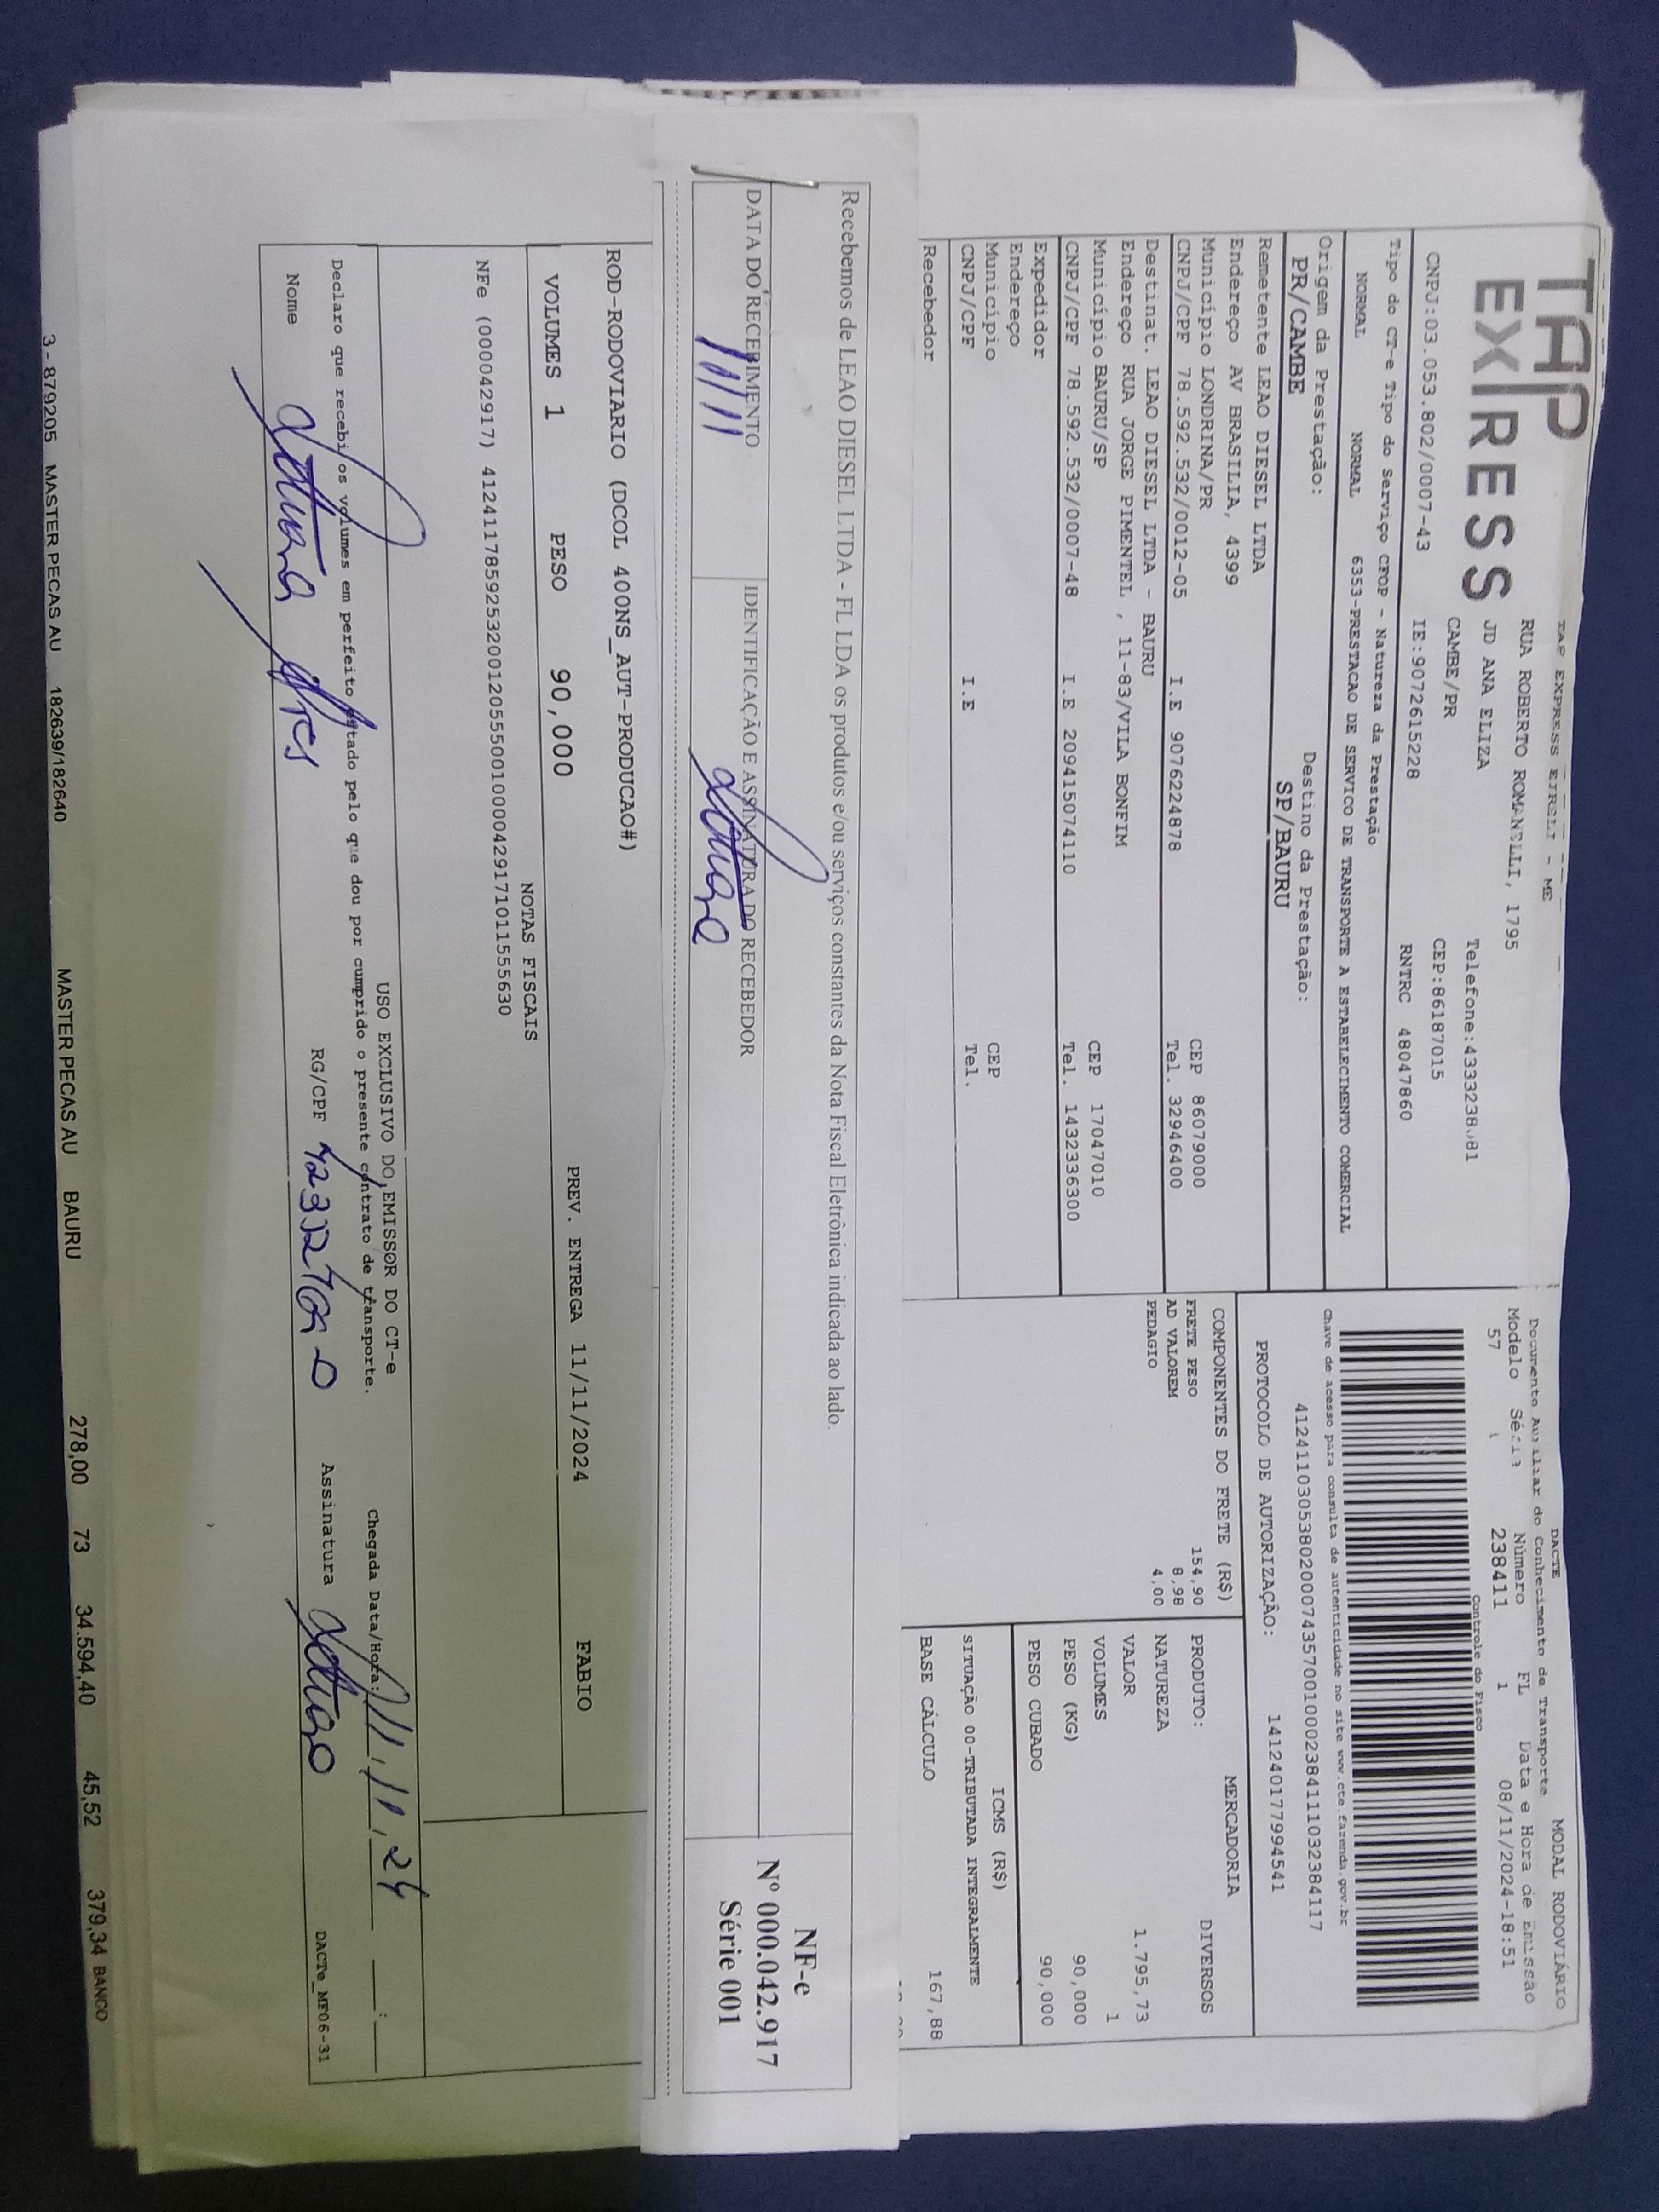 TAP
EXPRESS
TAP EXPRESS EIRELI - ME
RUA ROBERTO ROMANELLI, 1795
JD ANA ELIZA
CAMBE/PR
CEP:86187015
CNPJ:03.053.802/0007-43 IE:9072615228 RNTRC 48047860
Tipo do CT-e Tipo do Serviço CFOP - Natureza da Prestação
NORMAL NORMAL 6353-PRESTACAO DE SERVICO DE TRANSPORTE A ESTABELECIMENTO COMERCIAL
Origem da Prestação: Destino da Prestação:
PR/CAMBE SP/BAURU
Remetente LEAO DIESEL LTDA
Endereço AV BRASILIA, 4399 CEP 86079000
Município LONDRINA/PR Tel. 32946400
CNPJ/CPF 78.592.532/0012-05 I.E 9076224878
Destinat. LEAO DIESEL LTDA - BAURU
Endereço RUA JORGE PIMENTEL , 11-83/VILA BONFIM
Município BAURU/SP CEP 17047010
CNPJ/CPF 78.592.532/0007-48 I.E 209415074110 Tel. 1432336300
Expedidor
Endereço
Município CEP
CNPJ/CPF I.E Tel.
Recebedor
DACTE MODAL RODOVIÁRIO
Documento Auxiliar do Conhecimento de Transporte
Modelo Série Número FL Data e Hora de Emissão
57 238411 1 08/11/2024-18:51
Controle do Fisco
Chave de acesso para consulta de autenticidade no site www.cte.fazenda.gov.br
41241103053802000743570010002384111032384117
PROTOCOLO DE AUTORIZAÇÃO: 141240177994541
COMPONENTES DO FRETE (R$)
FRETE PESO 154,90
AD VALOREM 8,98
PEDAGIO 4,00
MERCADORIA
PRODUTO: DIVERSOS
NATUREZA
VALOR 1.795,73
VOLUMES 1
PESO (KG) 90,000
PESO CUBADO 90,000
ICMS (R$)
SITUAÇÃO 00-TRIBUTADA INTEGRALMENTE
BASE CÁLCULO 167,88
Recebemos de LEAO DIESEL LTDA - FL LDA os produtos e/ou serviços constantes da Nota Fiscal Eletrônica indicada ao lado.
DATA DO RECEBIMENTO IDENTIFICAÇÃO E ASSINATURA DO RECEBEDOR
NF-e
Nº 000.042.917
Série 001
ROD-RODOVIARIO (DCOL 400NS_AUT-PRODUCAO#)
VOLUMES 1 PESO 90,000 PREV. ENTREGA 11/11/2024 FABIO
NOTAS FISCAIS
NFe (000042917) 41241178592532001205550010000429171011555630
USO EXCLUSIVO DO EMISSOR DO CT-e
Declaro que recebi os volumes em perfeito estado pelo que dou por cumprido o presente contrato de transporte.
Chegada Data/Hora: 11/11/24 :
Nome RG/CPF Assinatura
DACTe_MF06-31
3 - 879205 MASTER PECAS AU 182639/182640 MASTER PECAS AU BAURU 278,00 73 34.594,40 45,52 379,34 BANCO